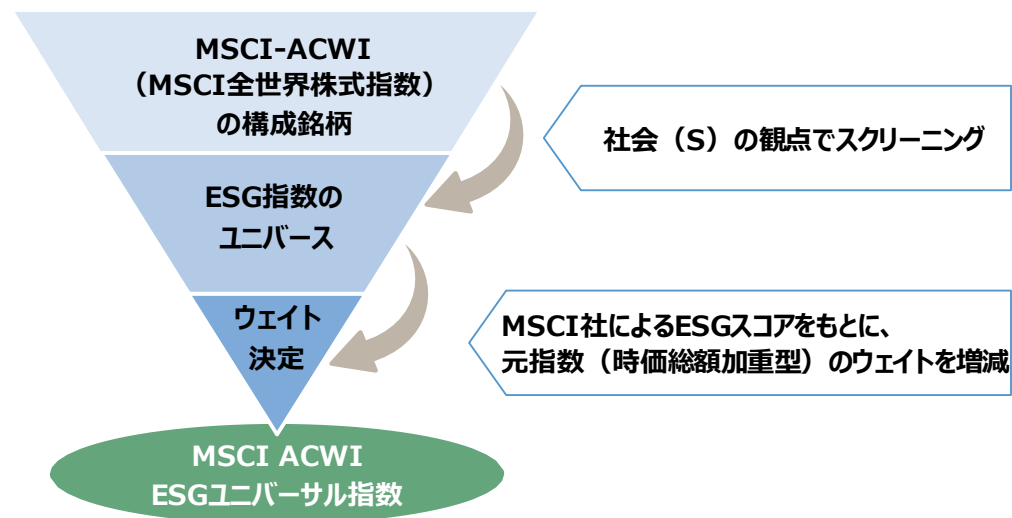 MSCI-ACWI
（MSCI全世界株式指数）
の構成銘柄
社会（S）の観点でスクリーニング
ESG指数の
ユニバース
ウェイト
決定
MSCI社によるESGスコアをもとに、
元指数（時価総額加重型）のウェイトを増減
MSCI ACWI
ESGユニバーサル指数